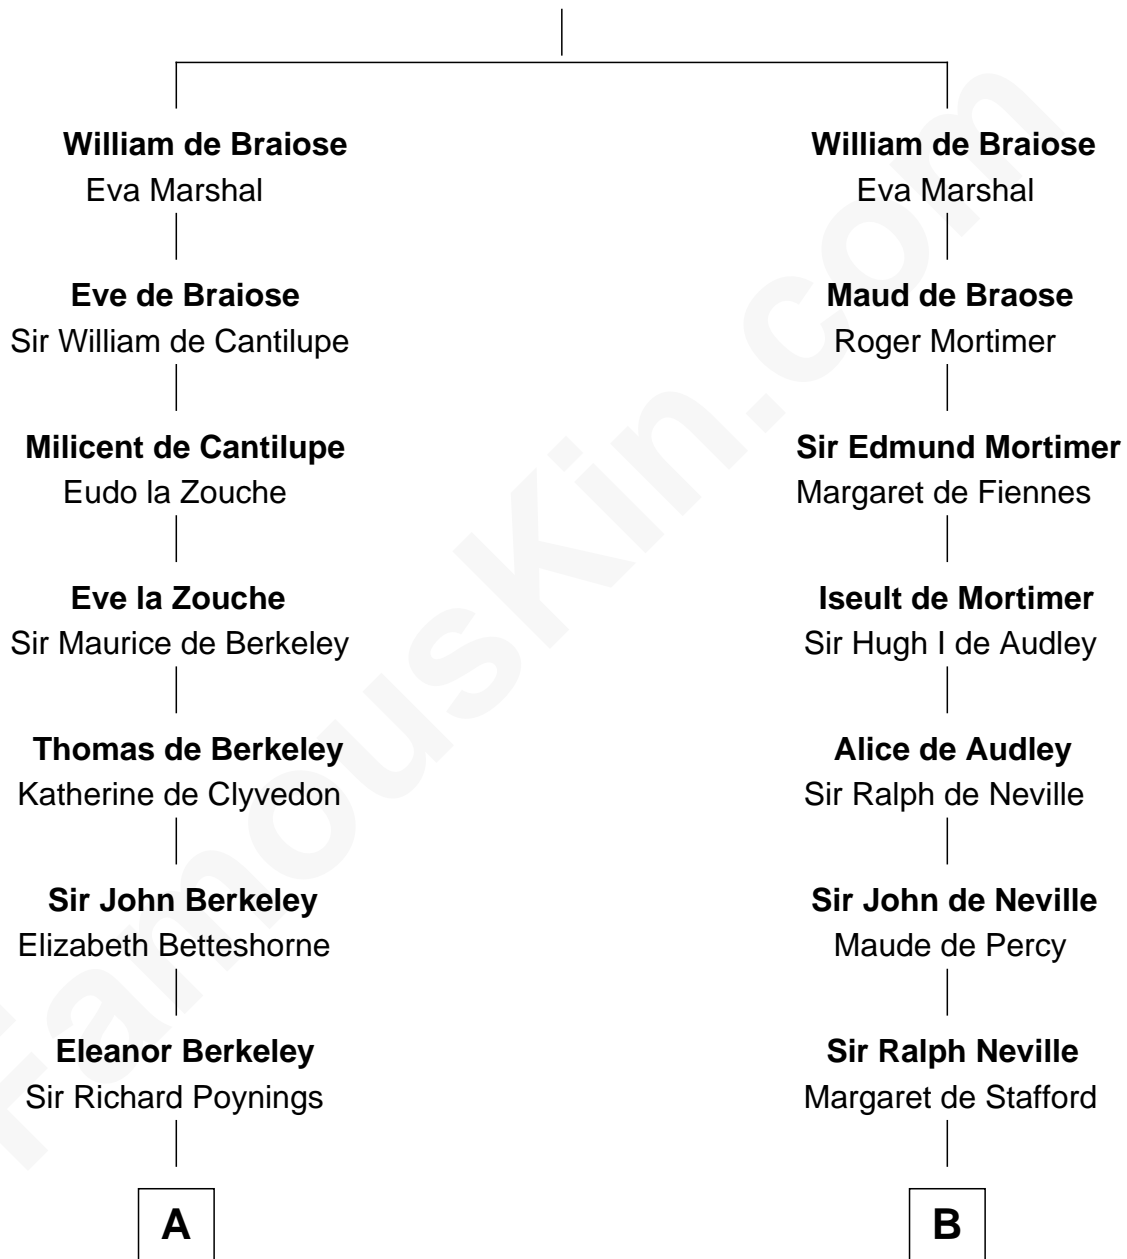 William de Braiose
Eva Marshal
Eve de Braiose
Sir William de Cantilupe
Milicent de Cantilupe
Eudo la Zouche
Eve la Zouche
Sir Maurice de Berkeley
Thomas de Berkeley
Katherine de Clyvedon
Sir John Berkeley
Elizabeth Betteshorne
Eleanor Berkeley
Sir Richard Poynings
A
William de Braiose
Eva Marshal
Maud de Braose
Roger Mortimer
Sir Edmund Mortimer
Margaret de Fiennes
Iseult de Mortimer
Sir Hugh I de Audley
Alice de Audley
Sir Ralph de Neville
Sir John de Neville
Maude de Percy
Sir Ralph Neville
Margaret de Stafford
B
FamousKin.com